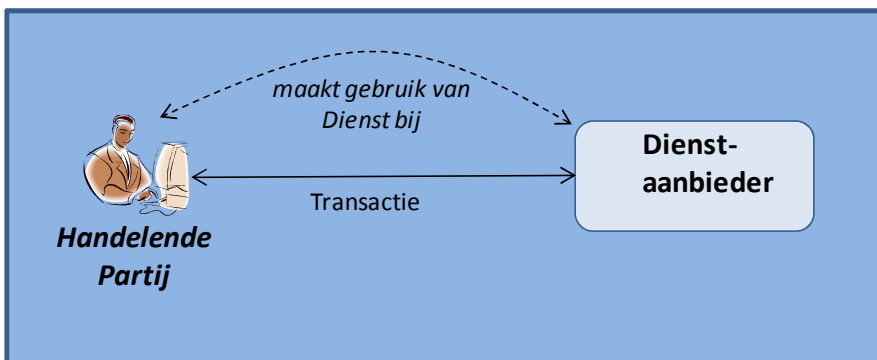 maakt gebruik van
Dienst bij
Dienst-
aanbieder
Transactie
Handelende
Partij